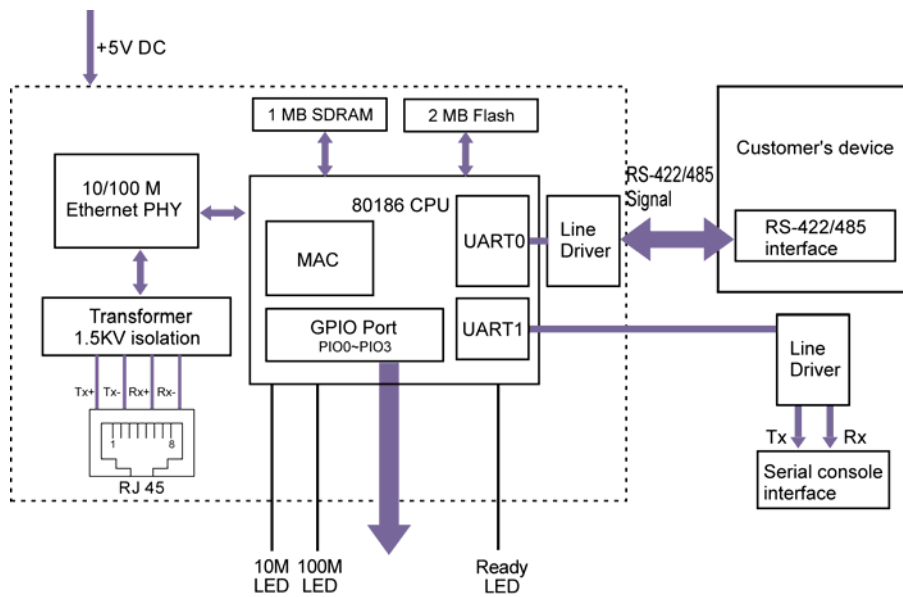 +5V DC
1 MB SDRAM
2 MB Flash
Customer's device
10/100 M
Ethernet PHY
80186 CPU
RS-422/485
Signal
UART0
Line
Driver
RS-422/485
interface
MAC
Transformer
1.5KV isolation
GPIO Port
PIO0~PIO3
UART1
Line
Driver
Tx+
Tx-
Rx+
Rx-
1
8
RJ 45
Tx
Rx
Serial console
interface
10M
LED
100M
LED
Ready
LED